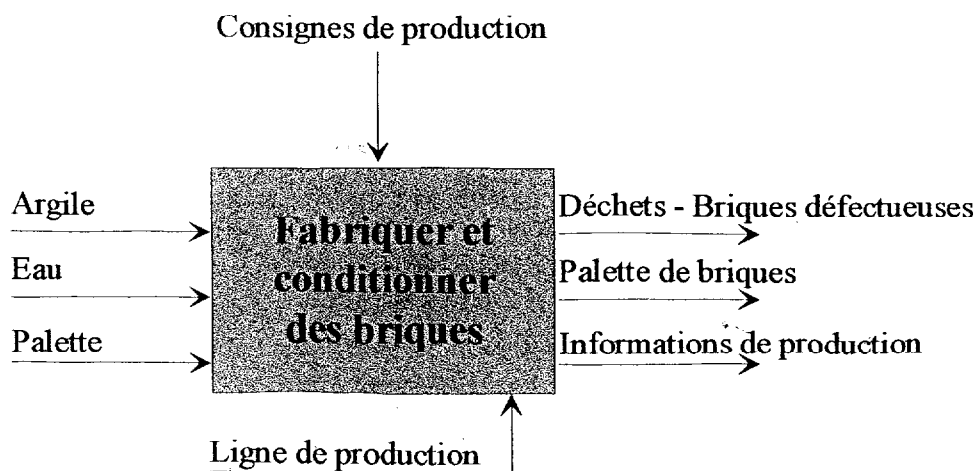 Consignes de production
Argile
Eau
Palette
Fabriquer et
conditionner
des briques
Déchets - Briques défectueuses
Palette de briques
Informations de production
Ligne de production